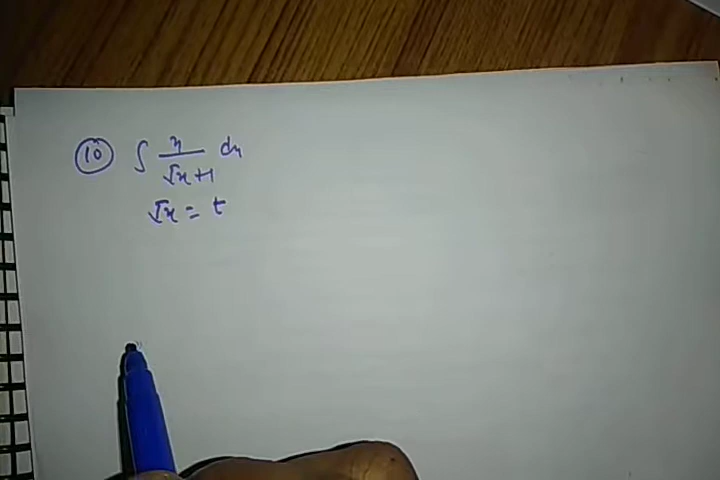 (10) ∫ x/(√x+1) dx
√x = t